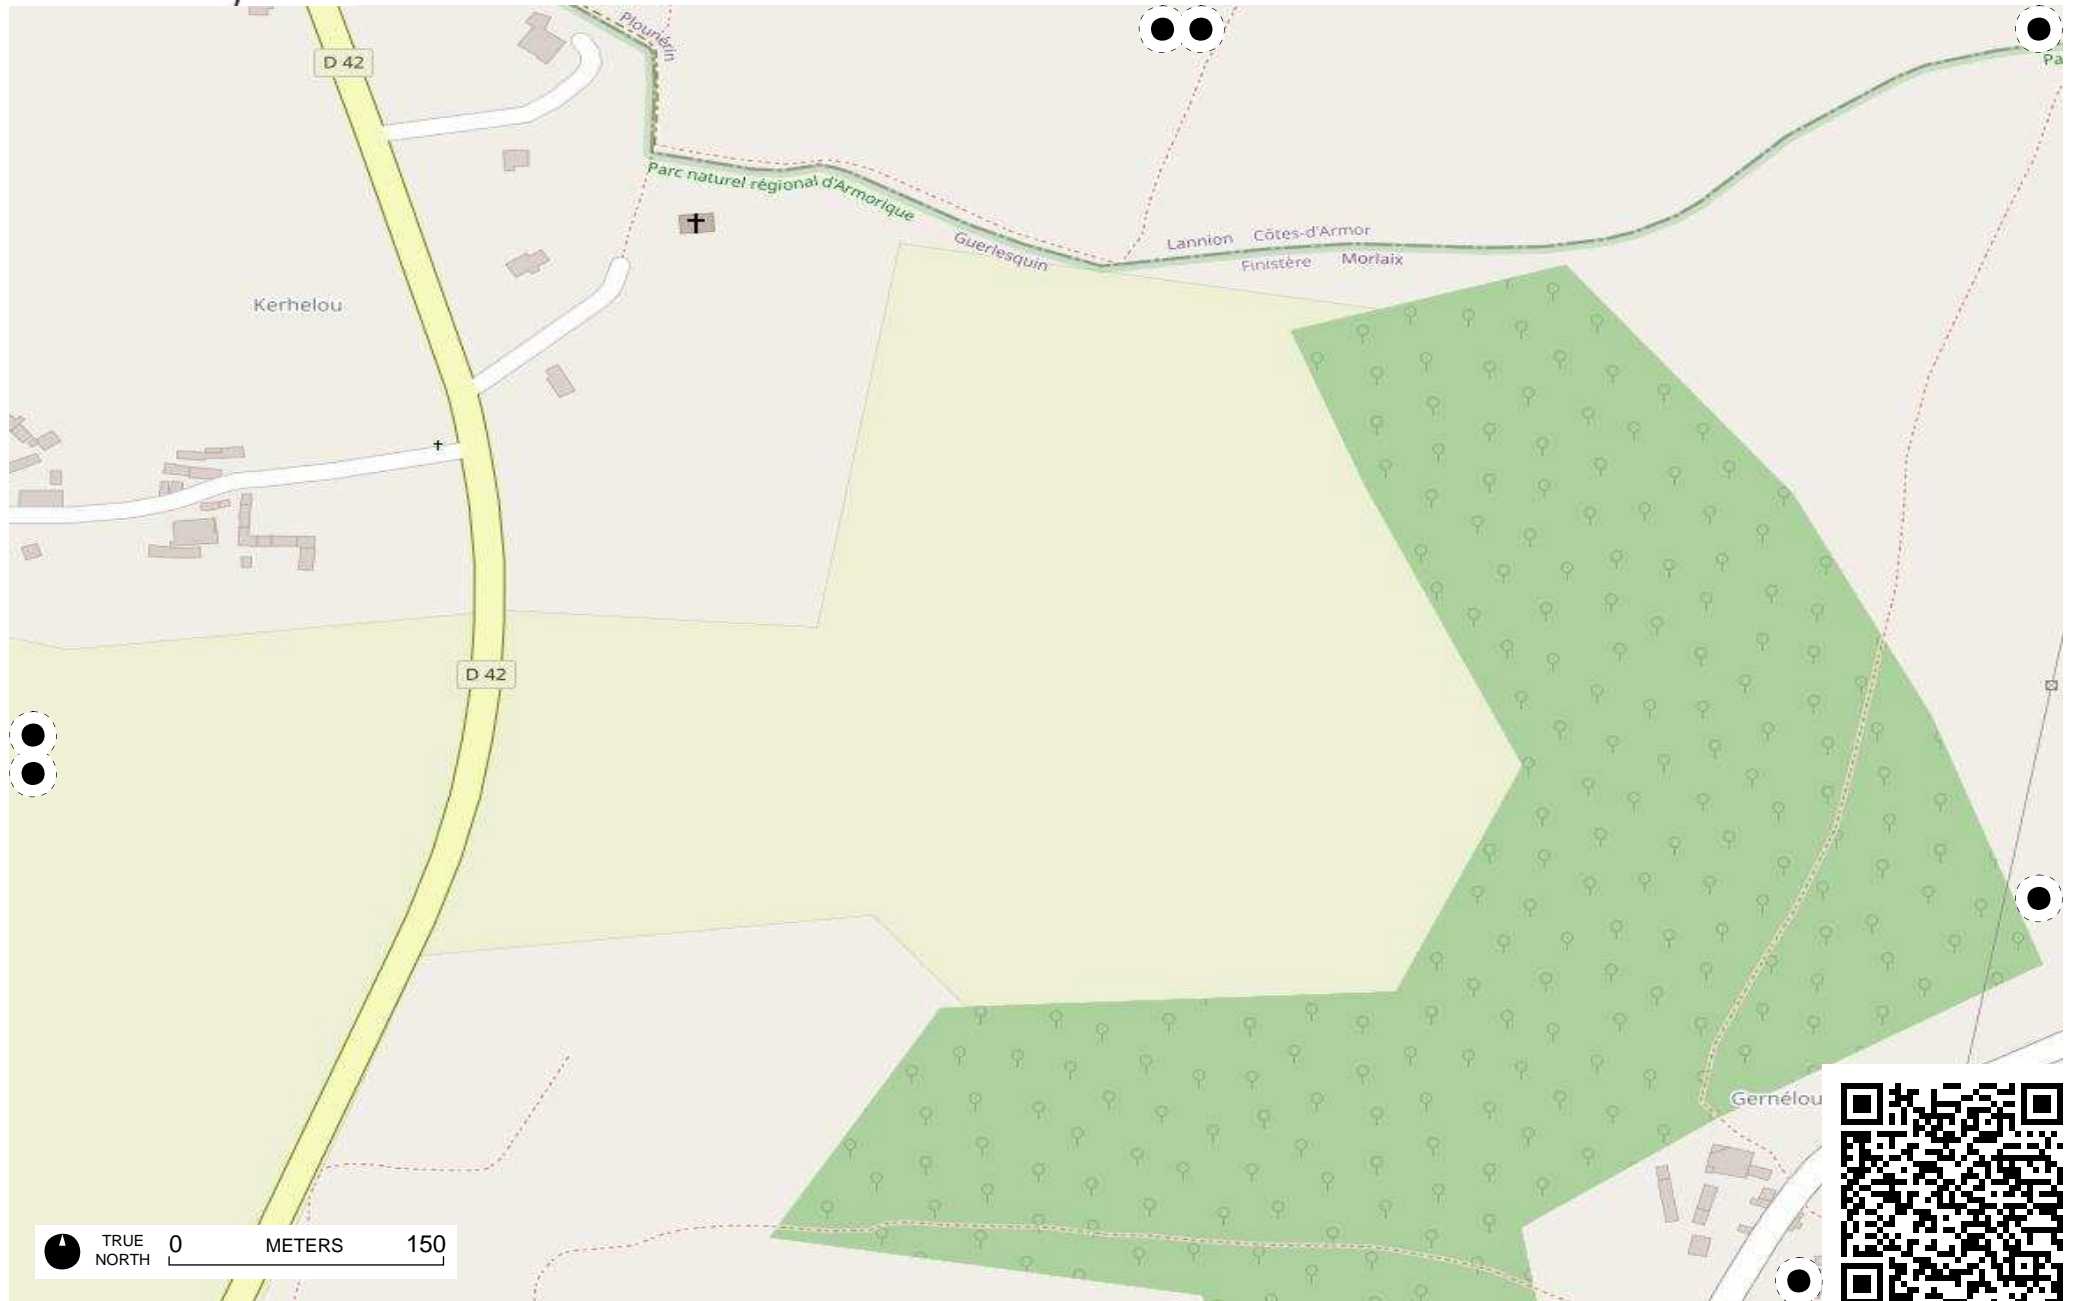 Plounérin
D 42
Pa
Parc naturel régional d'Armorique
Lannion Côtes-d'Armor
Guerlesquin
Finistère Morlaix
Kerhelou
D 42
Gernélou
TRUE NORTH
0 METERS 150